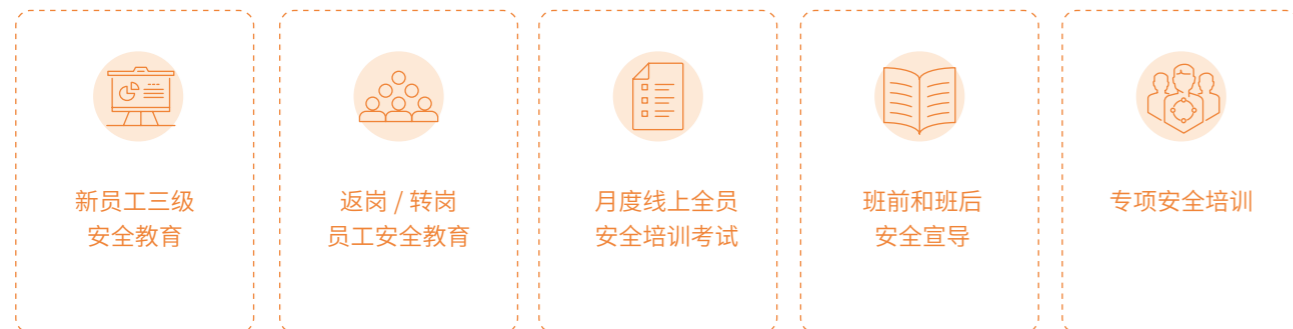 新员工三级
安全教育
返岗 / 转岗
员工安全教育
月度线上全员
安全培训考试
班前和班后
安全宣导
专项安全培训